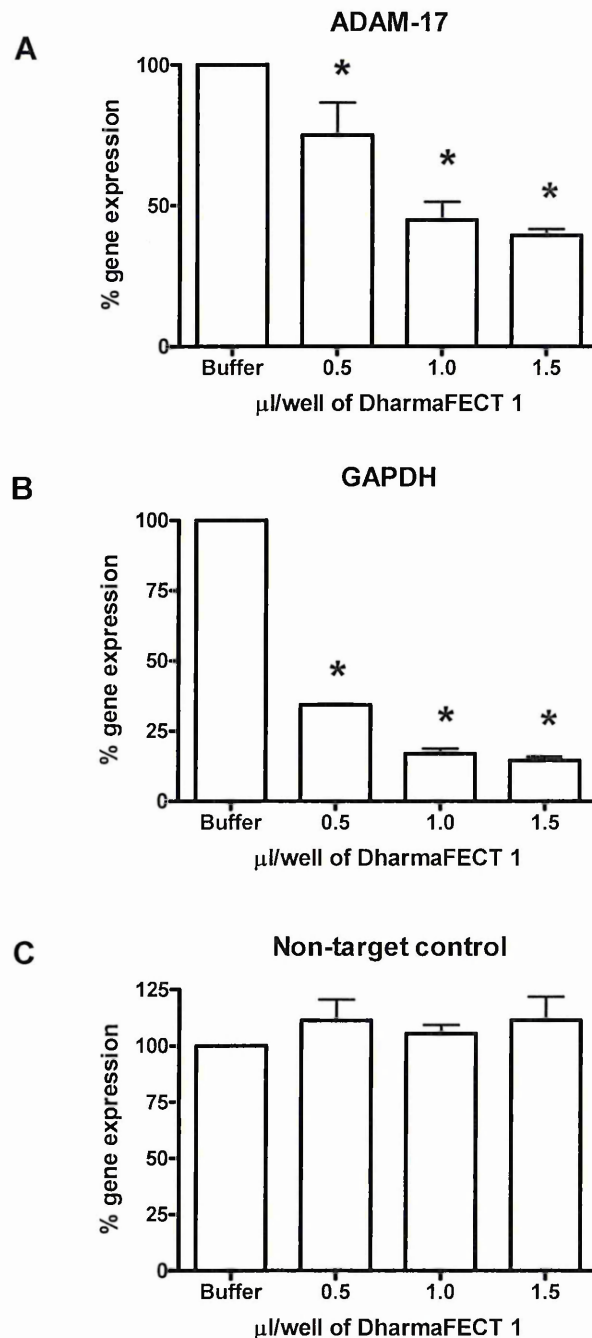 A
ADAM-17
% gene expression
100
50
0
*
*
*
Buffer 0.5 1.0 1.5
µl/well of DharmaFECT 1
B
GAPDH
% gene expression
100
75
50
25
0
*
*
*
Buffer 0.5 1.0 1.5
µl/well of DharmaFECT 1
C
Non-target control
% gene expression
125
100
75
50
25
0
Buffer 0.5 1.0 1.5
µl/well of DharmaFECT 1